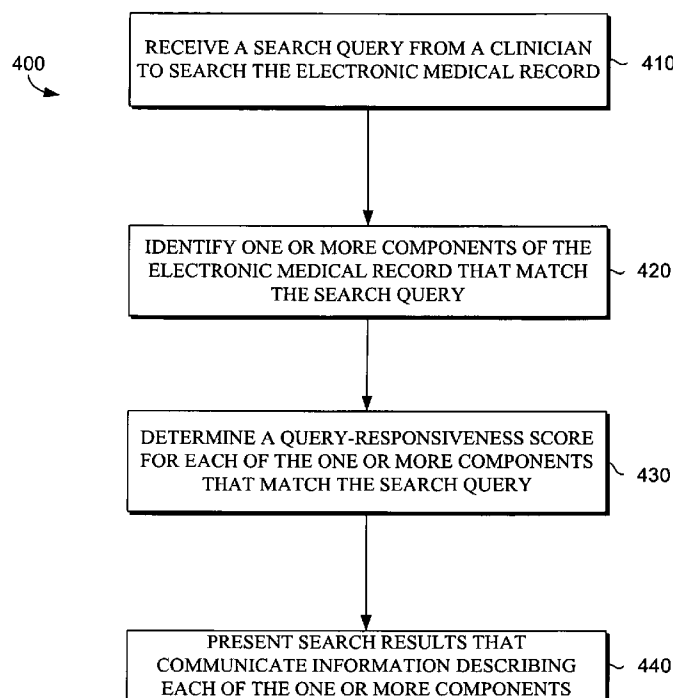 400
RECEIVE A SEARCH QUERY FROM A CLINICIAN
TO SEARCH THE ELECTRONIC MEDICAL RECORD
410
IDENTIFY ONE OR MORE COMPONENTS OF THE
ELECTRONIC MEDICAL RECORD THAT MATCH
THE SEARCH QUERY
420
DETERMINE A QUERY-RESPONSIVENESS SCORE
FOR EACH OF THE ONE OR MORE COMPONENTS
THAT MATCH THE SEARCH QUERY
430
PRESENT SEARCH RESULTS THAT
COMMUNICATE INFORMATION DESCRIBING
EACH OF THE ONE OR MORE COMPONENTS
440